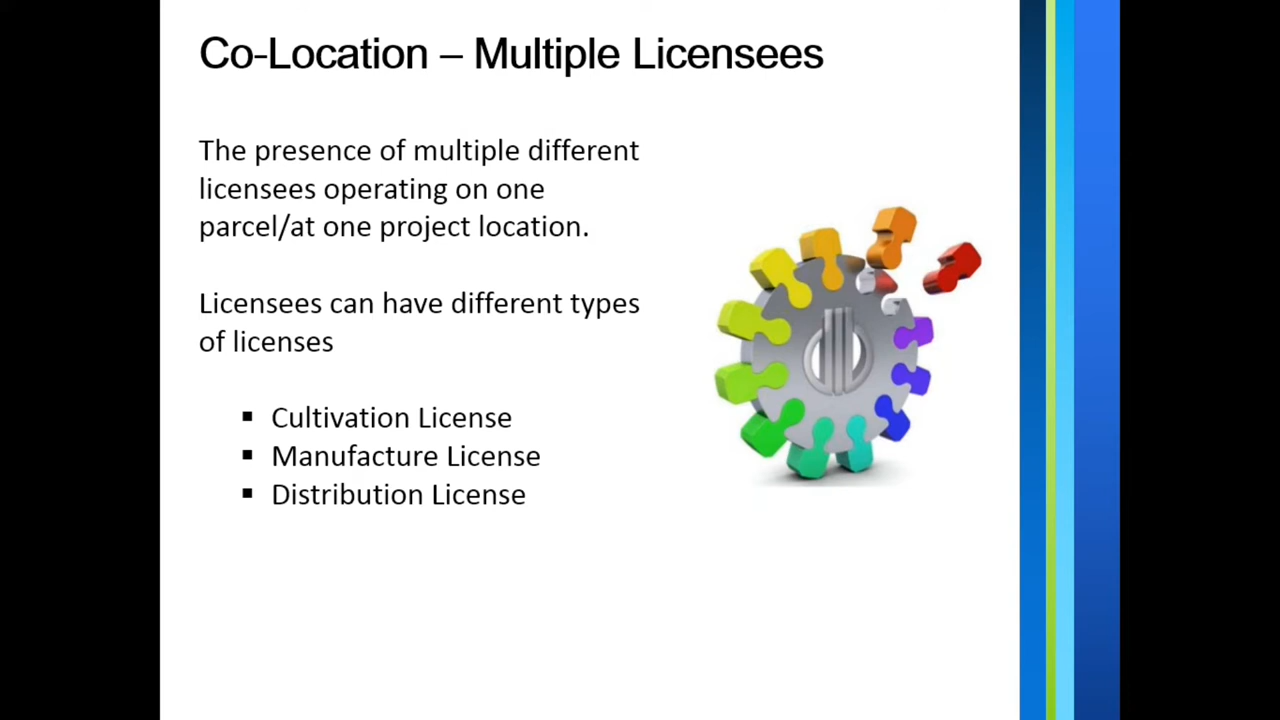 Co-Location – Multiple Licensees
The presence of multiple different
licensees operating on one
parcel/at one project location.
Licensees can have different types
of licenses
▪ Cultivation License
▪ Manufacture License
▪ Distribution License